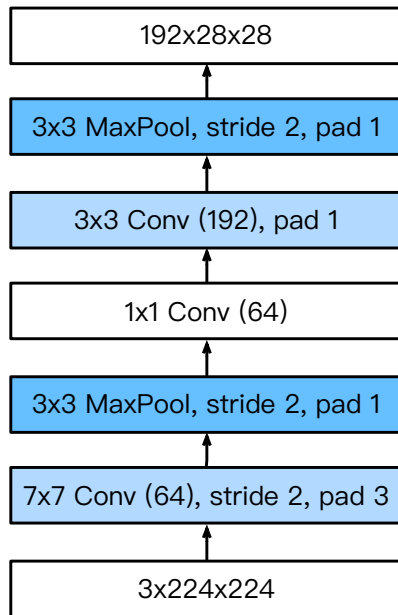 192x28x28
3x3 MaxPool, stride 2, pad 1
3x3 Conv (192), pad 1
1x1 Conv (64)
3x3 MaxPool, stride 2, pad 1
7x7 Conv (64), stride 2, pad 3
3x224x224